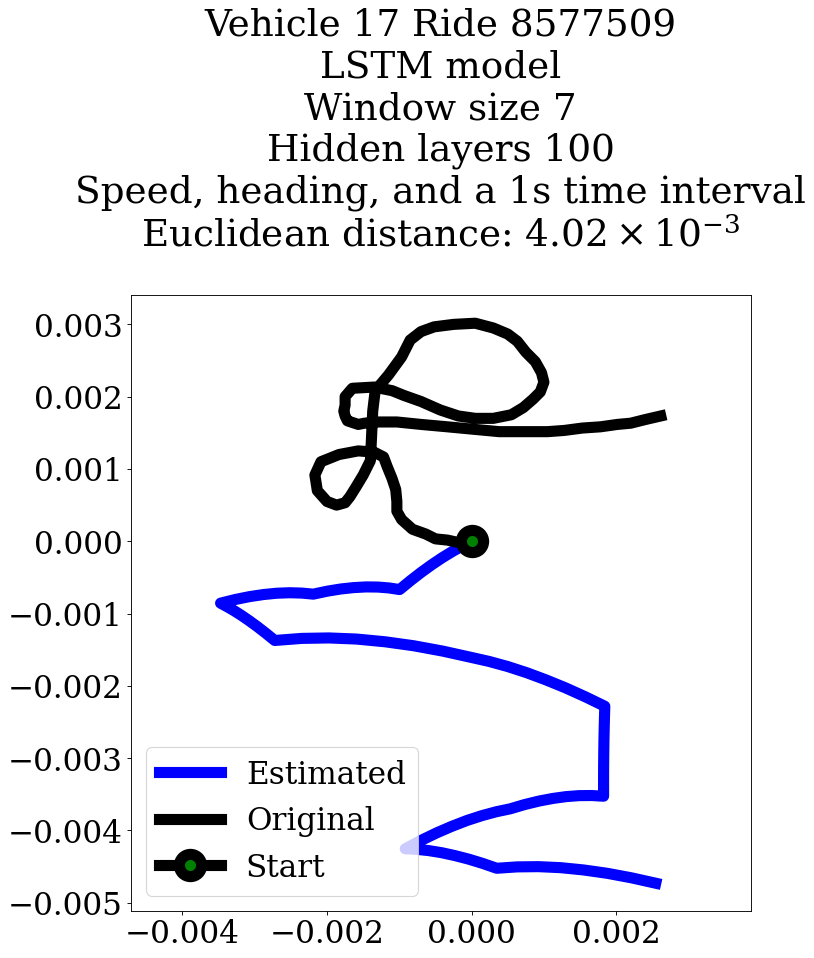 Vehicle 17 Ride 8577509
LSTM model
Window size 7
Hidden layers 100
Speed, heading, and a 1s time interval
Euclidean distance: 4.02 × 10⁻³
0.003
0.002
0.001
0.000
−0.001
−0.002
−0.003
−0.004
−0.005
Estimated
Original
Start
−0.004 −0.002 0.000 0.002